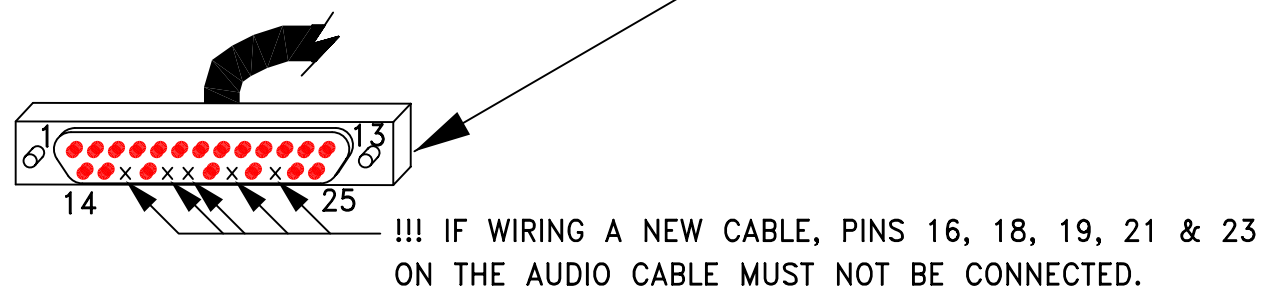 1 13
14 25
!!! IF WIRING A NEW CABLE, PINS 16, 18, 19, 21 & 23
ON THE AUDIO CABLE MUST NOT BE CONNECTED.